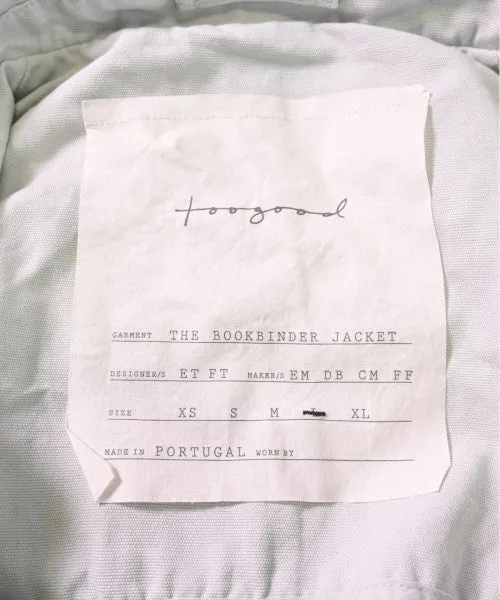 toogood
GARMENT THE BOOKBINDER JACKET
DESIGNER/S ET FT MAKER/S EM DB CM FF
SIZE XS S M XL
MADE IN PORTUGAL WORN BY